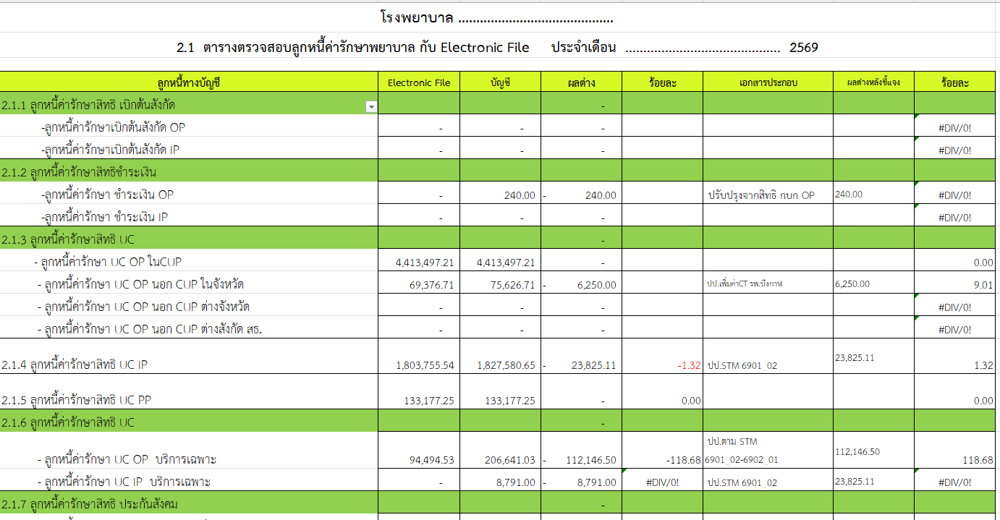 โรงพยาบาล ...........................................
2.1 ตารางตรวจสอบลูกหนี้ค่ารักษาพยาบาล กับ Electronic File ประจำเดือน ........................................... 2569
ลูกหนี้ทางบัญชี Electronic File บัญชี ผลต่าง ร้อยละ เอกสารประกอบ ผลต่างหลังชี้แจง ร้อยละ
2.1.1 ลูกหนี้ค่ารักษาสิทธิ เบิกต้นสังกัด -
-ลูกหนี้ค่ารักษาเบิกต้นสังกัด OP - - - #DIV/0!
-ลูกหนี้ค่ารักษาเบิกต้นสังกัด IP - - - #DIV/0!
2.1.2 ลูกหนี้ค่ารักษาสิทธิชำระเงิน
-ลูกหนี้ค่ารักษา ชำระเงิน OP - 240.00 - 240.00 ปรับปรุงจากสิทธิ กบก OP 240.00 #DIV/0!
-ลูกหนี้ค่ารักษา ชำระเงิน IP - - - #DIV/0!
2.1.3 ลูกหนี้ค่ารักษาสิทธิ UC -
- ลูกหนี้ค่ารักษา UC OP ในCUP 4,413,497.21 4,413,497.21 - 0.00
- ลูกหนี้ค่ารักษา UC OP นอก CUP ในจังหวัด 69,376.71 75,626.71 - 6,250.00 ปป.เพิ่มค่าCT รพ.บึงกาฬ 6,250.00 9.01
- ลูกหนี้ค่ารักษา UC OP นอก CUP ต่างจังหวัด - - - #DIV/0!
- ลูกหนี้ค่ารักษา UC OP นอก CUP ต่างสังกัด สธ. - - - #DIV/0!
2.1.4 ลูกหนี้ค่ารักษาสิทธิ UC IP 1,803,755.54 1,827,580.65 - 23,825.11 -1.32 ปป.STM 6901_02 23,825.11 1.32
2.1.5 ลูกหนี้ค่ารักษาสิทธิ UC PP 133,177.25 133,177.25 - 0.00 0.00
2.1.6 ลูกหนี้ค่ารักษาสิทธิ UC -
- ลูกหนี้ค่ารักษา UC OP บริการเฉพาะ 94,494.53 206,641.03 - 112,146.50 -118.68 ปป.ตาม STM 6901_02-6902_01 112,146.50 118.68
- ลูกหนี้ค่ารักษา UC IP บริการเฉพาะ - 8,791.00 - 8,791.00 #DIV/0! ปป.STM 6901_02 23,825.11 #DIV/0!
2.1.7 ลูกหนี้ค่ารักษาสิทธิ ประกันสังคม -